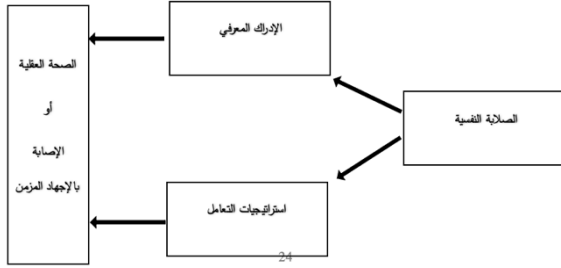 الإدراك المعرفي
الصلابة النفسية
استراتيجيات التعامل
الصحة العقلية
أو
الإصابة
بالإجهاد المزمن
24